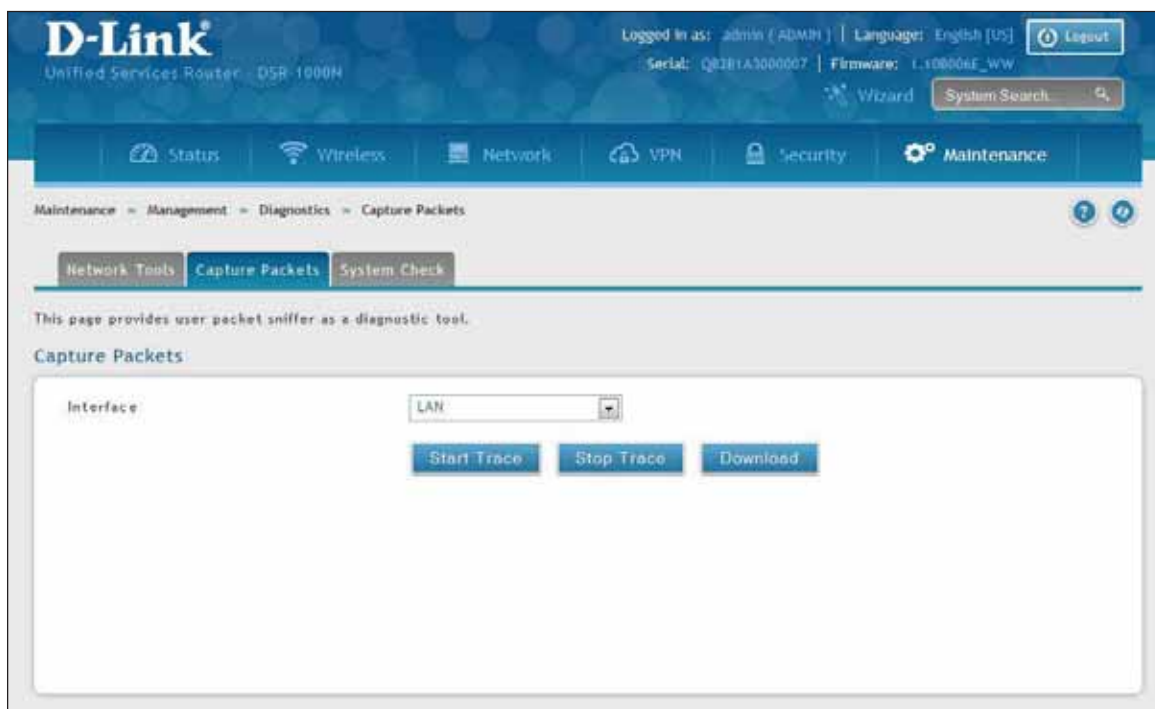 D-Link
Logged in as: admin ( ADMIN ) | Language: English [US]
Logout
Unified Services Router - DSR-1000N
Serial: | Firmware:
Wizard
System Search
Status
Wireless
Network
VPN
Security
Maintenance
Maintenance » Management » Diagnostics » Capture Packets
Network Tools
Capture Packets
System Check
This page provides user packet sniffer as a diagnostic tool.
Capture Packets
Interface
LAN
Start Trace
Stop Trace
Download